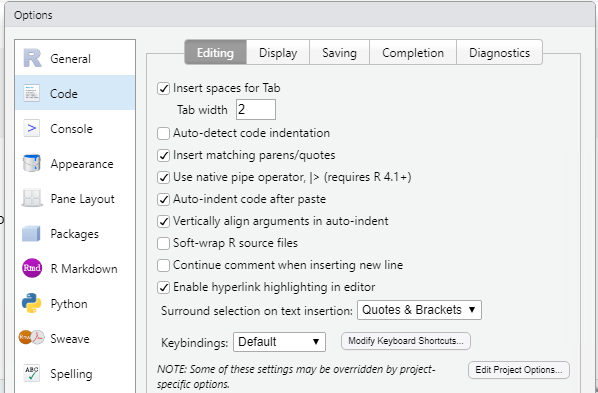 Options
General
Code
Console
Appearance
Pane Layout
Packages
R Markdown
Python
Sweave
Spelling
Editing Display Saving Completion Diagnostics
Insert spaces for Tab
Tab width 2
Auto-detect code indentation
Insert matching parens/quotes
Use native pipe operator, |> (requires R 4.1+)
Auto-indent code after paste
Vertically align arguments in auto-indent
Soft-wrap R source files
Continue comment when inserting new line
Enable hyperlink highlighting in editor
Surround selection on text insertion: Quotes & Brackets
Keybindings: Default Modify Keyboard Shortcuts...
NOTE: Some of these settings may be overridden by project-
specific options.
Edit Project Options...
R
>
Rmd
ABC